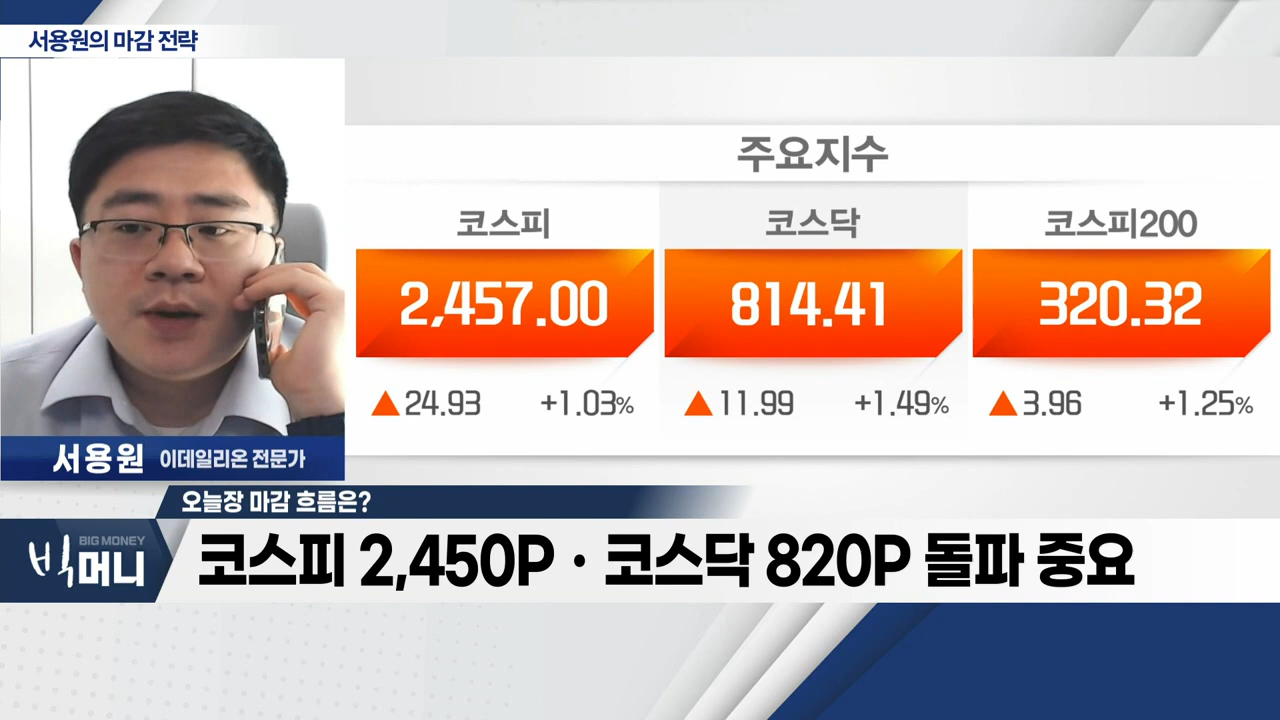 서용원의 마감 전략
주요지수
코스피
2,457.00
▲24.93 +1.03%
코스닥
814.41
▲11.99 +1.49%
코스피200
320.32
▲3.96 +1.25%
서용원 이데일리온 전문가
오늘장 마감 흐름은?
BIG MONEY
빅머니
코스피 2,450P · 코스닥 820P 돌파 중요